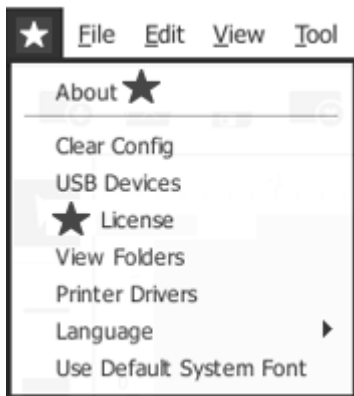 File Edit View Tool
About
Clear Config
USB Devices
License
View Folders
Printer Drivers
Language
Use Default System Font